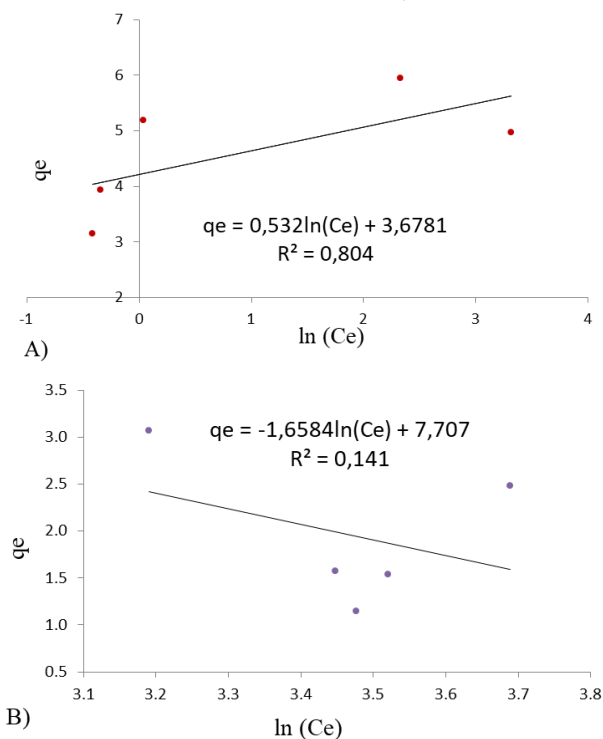 7
6
5
4
3
2
qe
qe = 0,532ln(Ce) + 3,6781
R² = 0,804
-1 0 1 2 3 4
ln (Ce)
A)
3.5
3.0
2.5
2.0
1.5
1.0
0.5
qe
qe = -1,6584ln(Ce) + 7,707
R² = 0,141
3.1 3.2 3.3 3.4 3.5 3.6 3.7 3.8
B)
ln (Ce)